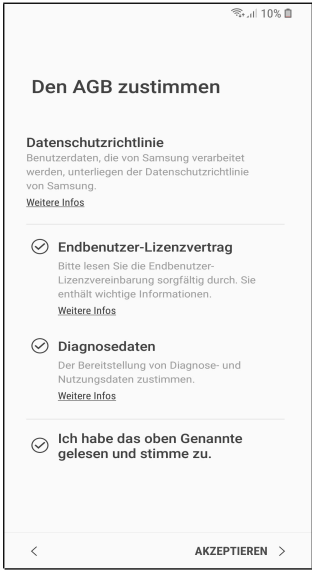 10%
Den AGB zustimmen
Datenschutzrichtlinie
Benutzerdaten, die von Samsung verarbeitet
werden, unterliegen der Datenschutzrichtlinie
von Samsung.
Weitere Infos
Endbenutzer-Lizenzvertrag
Bitte lesen Sie die Endbenutzer-
Lizenzvereinbarung sorgfältig durch. Sie
enthält wichtige Informationen.
Weitere Infos
Diagnosedaten
Der Bereitstellung von Diagnose- und
Nutzungsdaten zustimmen.
Weitere Infos
Ich habe das oben Genannte
gelesen und stimme zu.
AKZEPTIEREN